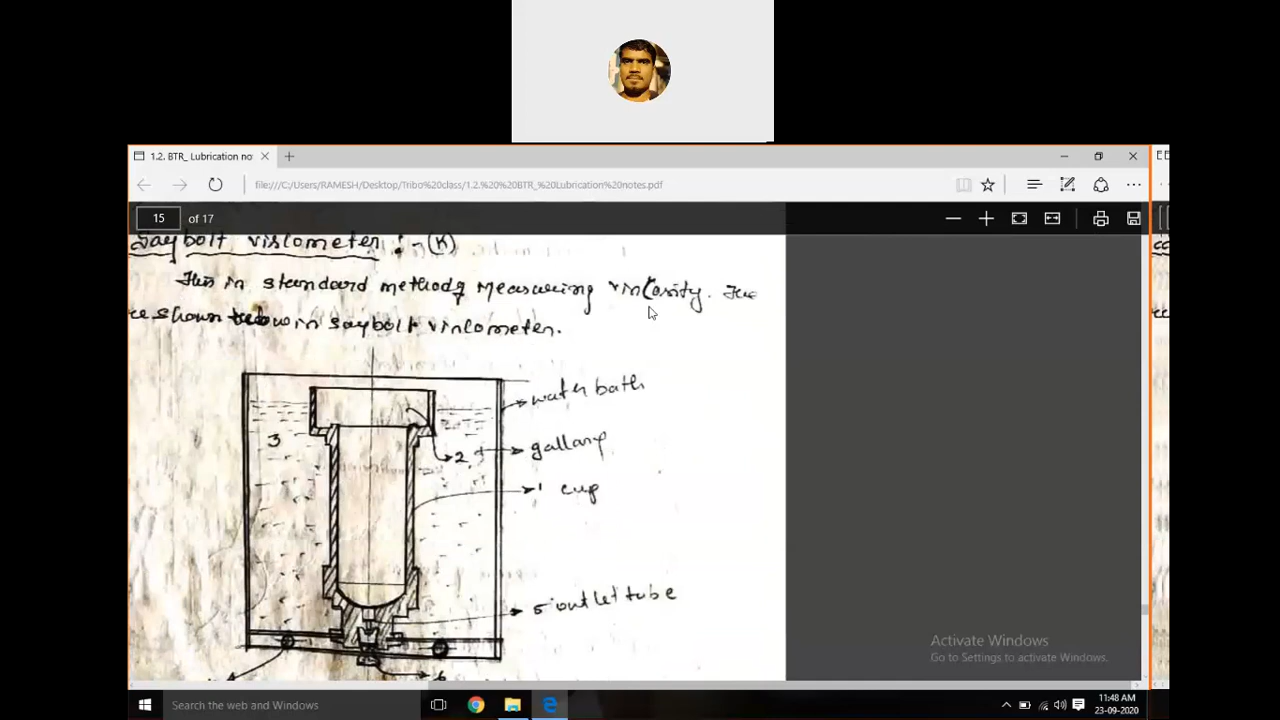 1.2. BTR_ Lubrication no
file:///C:/Users/RAMESH/Desktop/Tribo%20class/1.2.%20%20BTR_%20Lubrication%20notes.pdf
15 of 17
Saybolt viscometer :- (K)
This in standard method of measuring viscosity. The
re shown below in saybolt viscometer.
water bath
3
2 gallary
1 cup
5 outlet tube
6
Activate Windows
Go to Settings to activate Windows.
Search the web and Windows
11:48 AM
23-09-2020